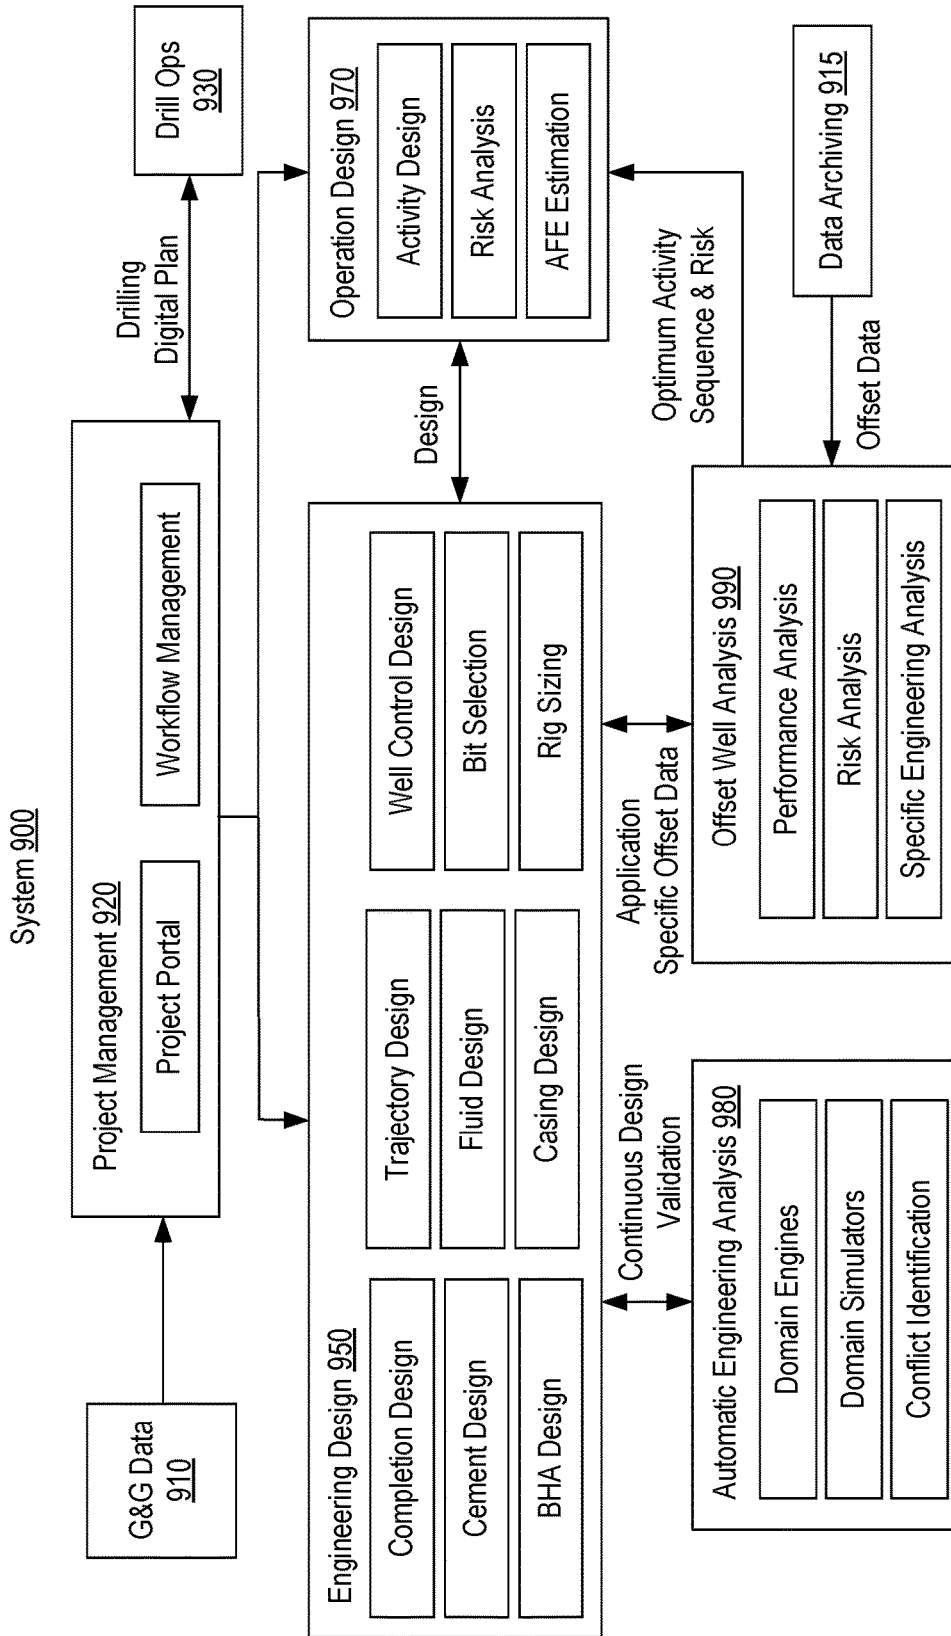 System 900
G&G Data
910
Project Management 920
Project Portal
Workflow Management
Drilling
Digital Plan
Drill Ops
930
Engineering Design 950
Completion Design
Cement Design
BHA Design
Trajectory Design
Fluid Design
Casing Design
Well Control Design
Bit Selection
Rig Sizing
Design
Operation Design 970
Activity Design
Risk Analysis
AFE Estimation
Continuous Design
Validation
Application
Specific Offset Data
Optimum Activity
Sequence & Risk
Automatic Engineering Analysis 980
Domain Engines
Domain Simulators
Conflict Identification
Offset Well Analysis 990
Performance Analysis
Risk Analysis
Specific Engineering Analysis
Offset Data
Data Archiving 915